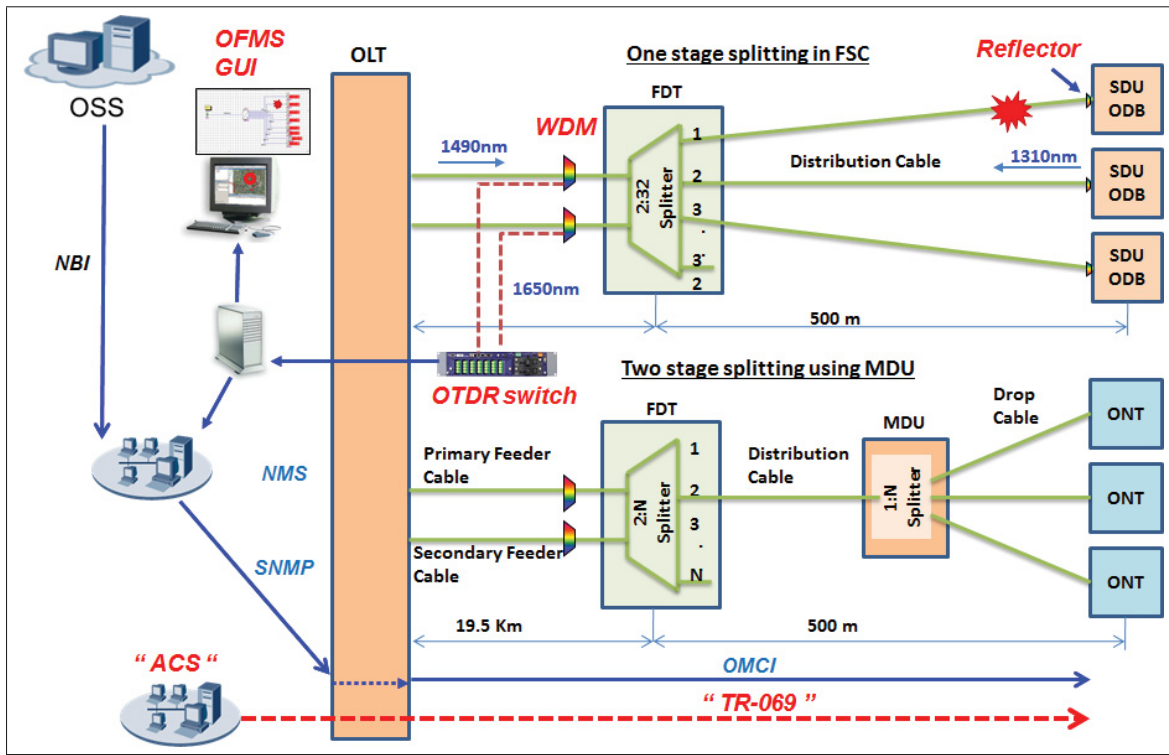 OSS
OFMS
GUI
OLT
One stage splitting in FSC
Reflector
FDT
WDM
1490nm
2:32
Splitter
1
2
3
.
3.
2
Distribution Cable
1310nm
SDU
ODB
SDU
ODB
SDU
ODB
NBI
1650nm
500 m
OTDR switch
Two stage splitting using MDU
FDT
MDU
Drop
Cable
Primary Feeder
Cable
Secondary Feeder
Cable
2:N
Splitter
1
2
3
.
N
Distribution
Cable
1:N
Splitter
ONT
ONT
ONT
NMS
SNMP
19.5 Km
500 m
OMCI
" ACS "
" TR-069 "